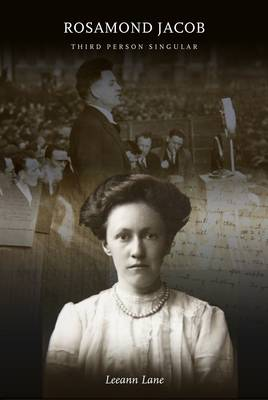 ROSAMOND JACOB
THIRD PERSON SINGULAR
Leeann Lane